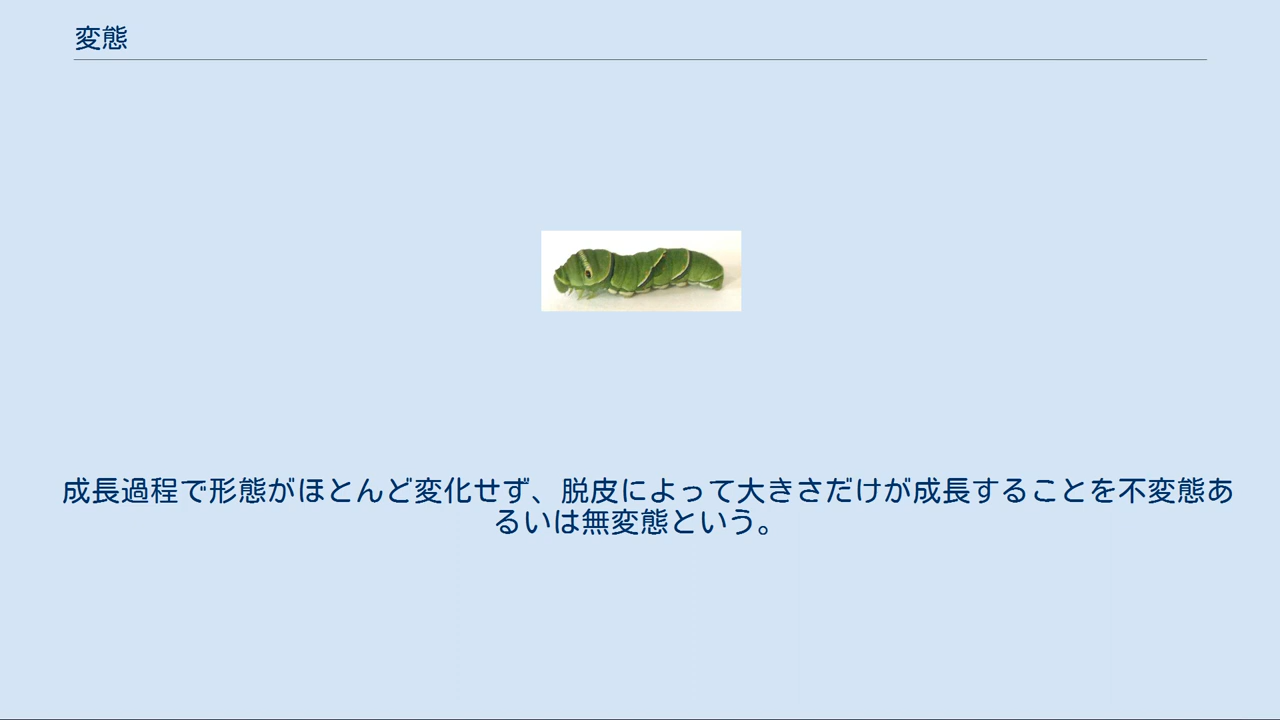 変態
成長過程で形態がほとんど変化せず、脱皮によって大きさだけが成長することを不変態あ
るいは無変態という。